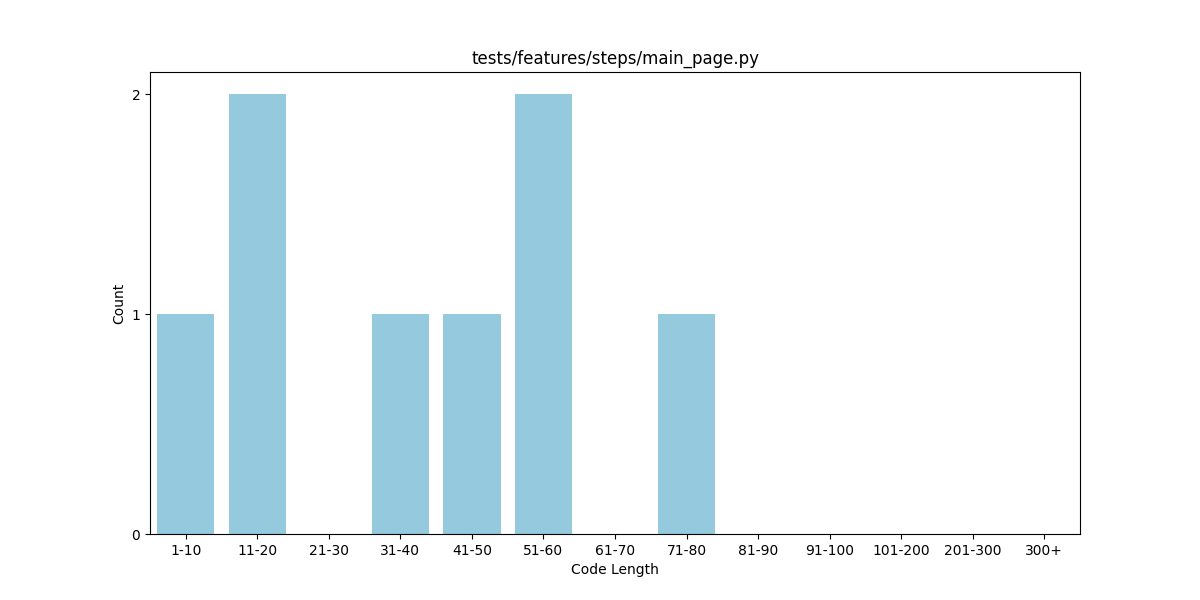 tests/features/steps/main_page.py
Count
2
1
0
1-10 11-20 21-30 31-40 41-50 51-60 61-70 71-80 81-90 91-100 101-200 201-300 300+
Code Length